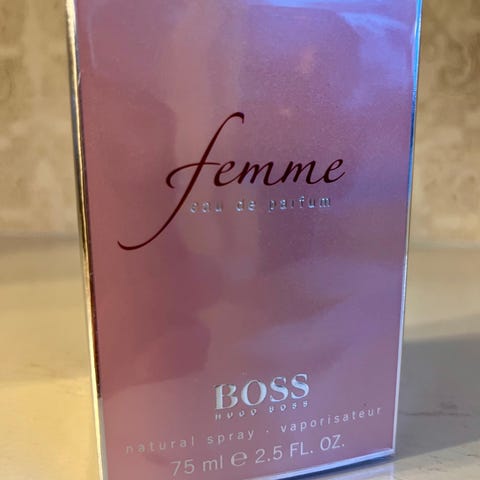 femme
eau de parfum
BOSS
HUGO BOSS
natural spray . vaporisateur
75 ml e 2.5 FL. OZ.